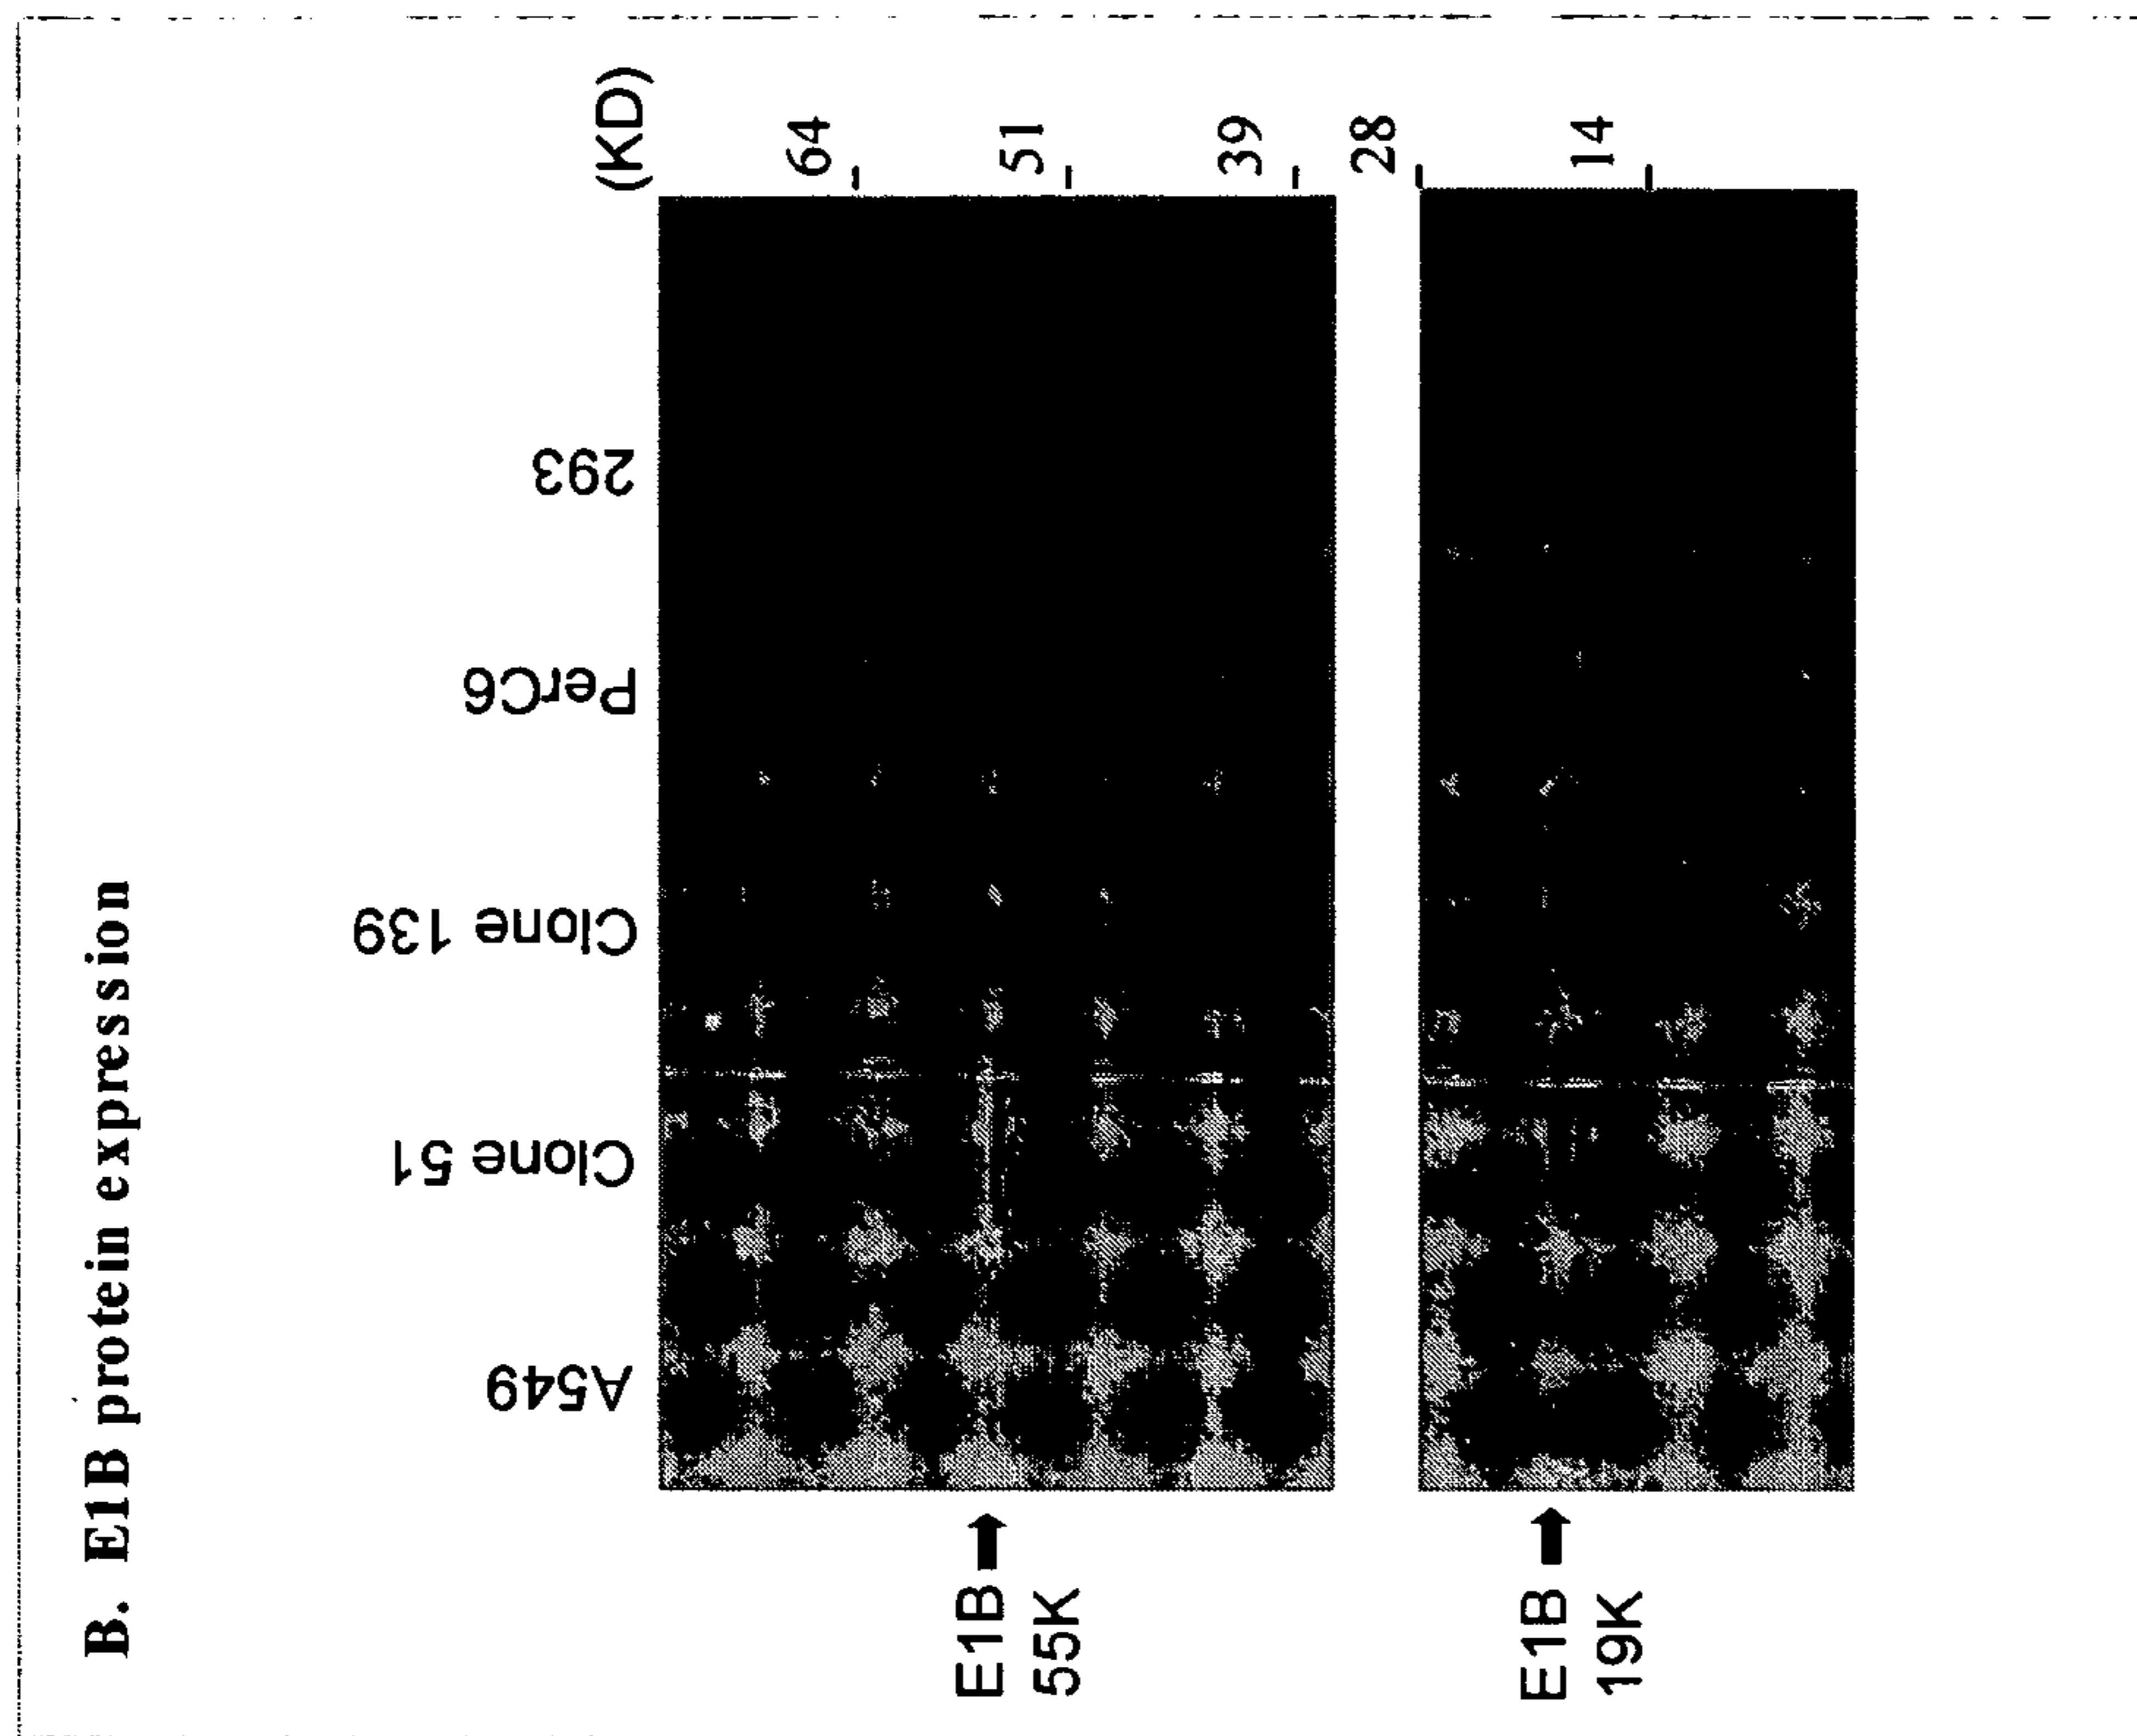 B. E1B protein expression
A549
Clone 51
Clone 139
PerC6
293
(KD)
64
51
39
28
14
E1B
55K
E1B
19K